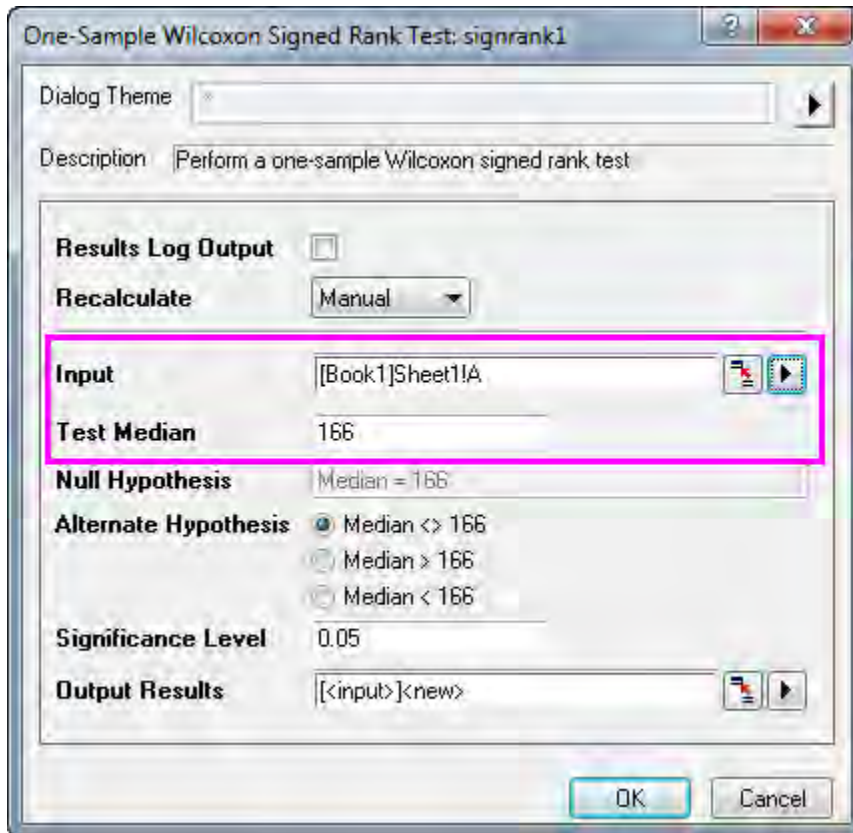 One-Sample Wilcoxon Signed Rank Test: signrank1
Dialog Theme *
Description Perform a one-sample Wilcoxon signed rank test
Results Log Output
Recalculate Manual
Input [Book1]Sheet1!A
Test Median 166
Null Hypothesis Median = 166
Alternate Hypothesis Median <> 166
Median > 166
Median < 166
Significance Level 0.05
Output Results [<input>]<new>
OK Cancel